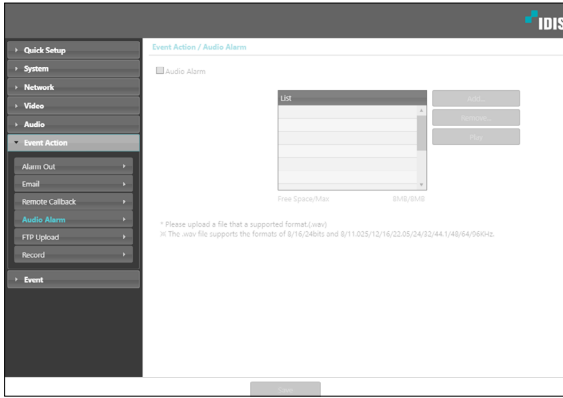 IDIS
Quick Setup
System
Network
Video
Audio
Event Action
Alarm Out
Email
Remote Callback
Audio Alarm
FTP Upload
Record
Event
Event Action / Audio Alarm
Audio Alarm
List
Add...
Remove
Play
Free Space/Max 8MB/8MB
* Please upload a file that a supported format.(.wav)
※ The .wav file supports the formats of 8/16/24bits and 8/11.025/12/16/22.05/24/32/44.1/48/64/96KHz.
Save